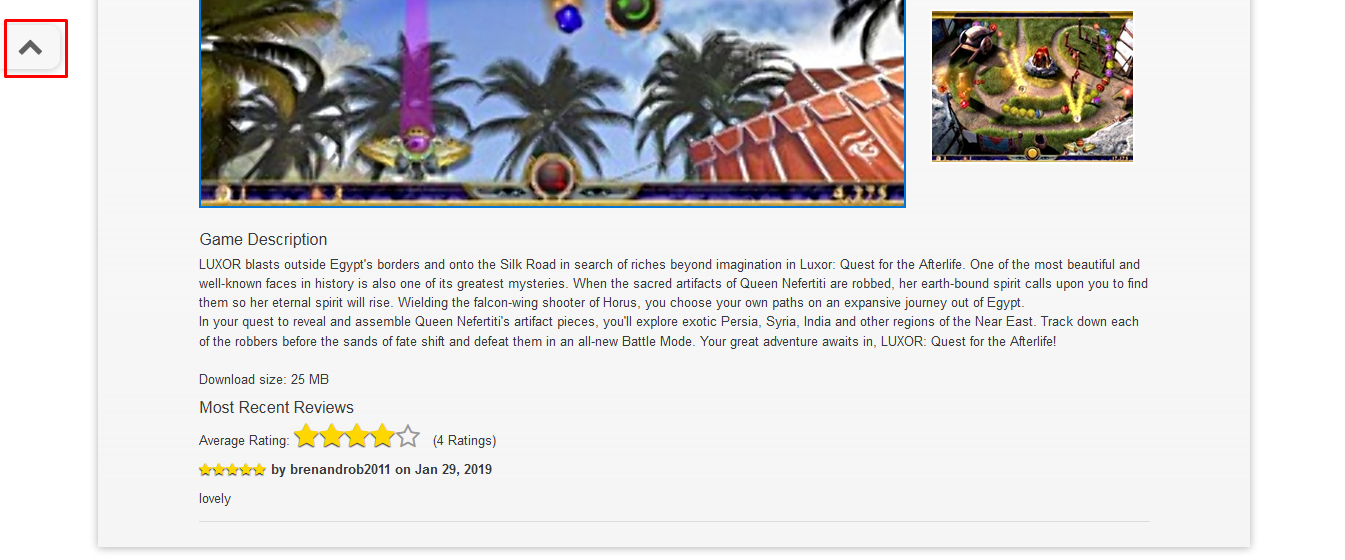 Game Description
LUXOR blasts outside Egypt's borders and onto the Silk Road in search of riches beyond imagination in Luxor: Quest for the Afterlife. One of the most beautiful and
well-known faces in history is also one of its greatest mysteries. When the sacred artifacts of Queen Nefertiti are robbed, her earth-bound spirit calls upon you to find
them so her eternal spirit will rise. Wielding the falcon-wing shooter of Horus, you choose your own paths on an expansive journey out of Egypt.
In your quest to reveal and assemble Queen Nefertiti's artifact pieces, you'll explore exotic Persia, Syria, India and other regions of the Near East. Track down each
of the robbers before the sands of fate shift and defeat them in an all-new Battle Mode. Your great adventure awaits in, LUXOR: Quest for the Afterlife!
Download size: 25 MB
Most Recent Reviews
Average Rating: (4 Ratings)
by brenandrob2011 on Jan 29, 2019
lovely